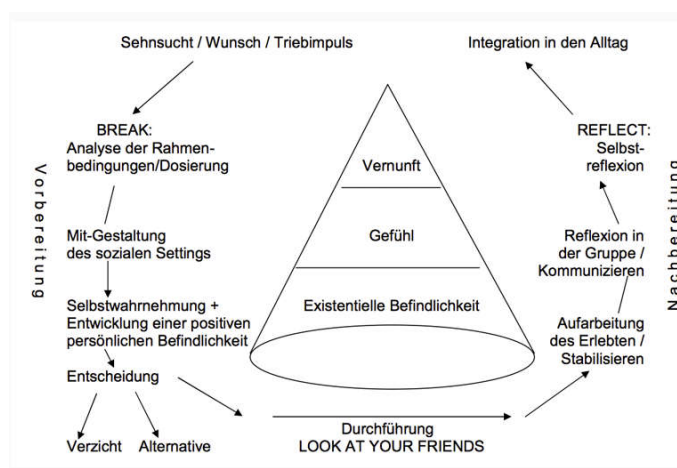 Sehnsucht / Wunsch / Triebimpuls
BREAK:
Analyse der Rahmen-
bedingungen/Dosierung
Vorbereitung
Mit-Gestaltung
des sozialen Settings
Selbstwahrnehmung +
Entwicklung einer positiven
persönlichen Befindlichkeit
Entscheidung
Verzicht
Alternative
Vernunft
Gefühl
Existentielle Befindlichkeit
Durchführung
LOOK AT YOUR FRIENDS
Integration in den Alltag
REFLECT:
Selbst-
reflexion
Reflexion in
der Gruppe /
Kommunizieren
Aufarbeitung
des Erlebten /
Stabilisieren
Nachbereitung